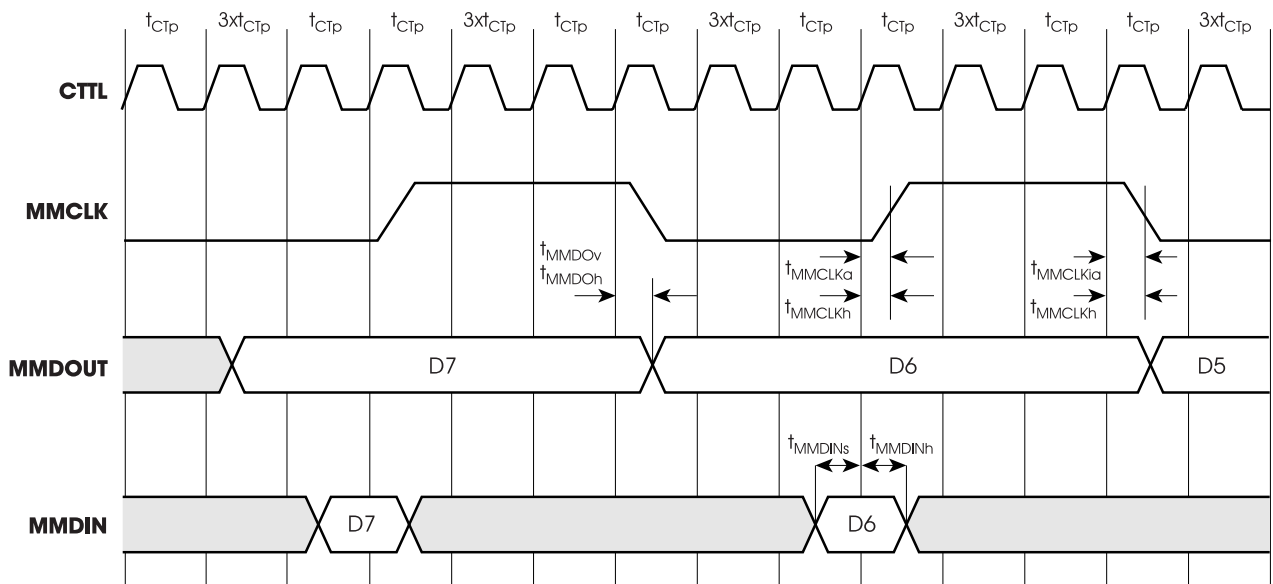 tCTp 3xtCTp tCTp tCTp 3xtCTp tCTp tCTp 3xtCTp tCTp tCTp 3xtCTp tCTp tCTp 3xtCTp
CTTL
MMCLK
tMMDOv
tMMDOh
tMMCLKa
tMMCLKh
tMMCLKia
tMMCLKh
MMDOUT D7 D6 D5
tMMDINs tMMDINh
MMDIN D7 D6